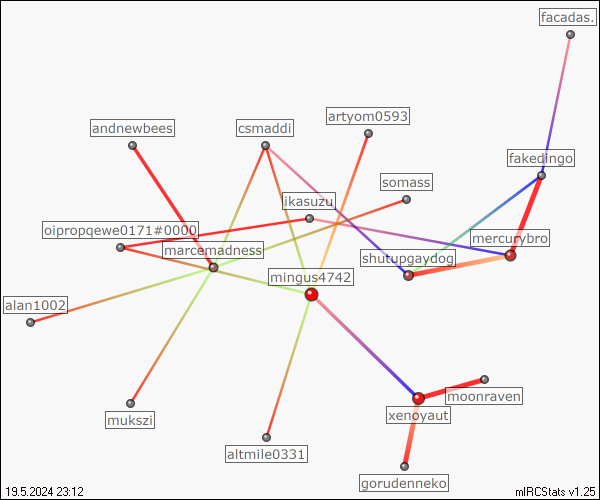 facadas.
artyom0593
andnewbees
csmaddi
fakedingo
somass
ikasuzu
oipropqewe0171#0000
mercurybro
marcemadness
shutupgaydog
mingus4742
alan1002
moonraven
xenoyaut
mukszi
altmile0331
gorudenneko
19.5.2024 23:12
mIRCStats v1.25